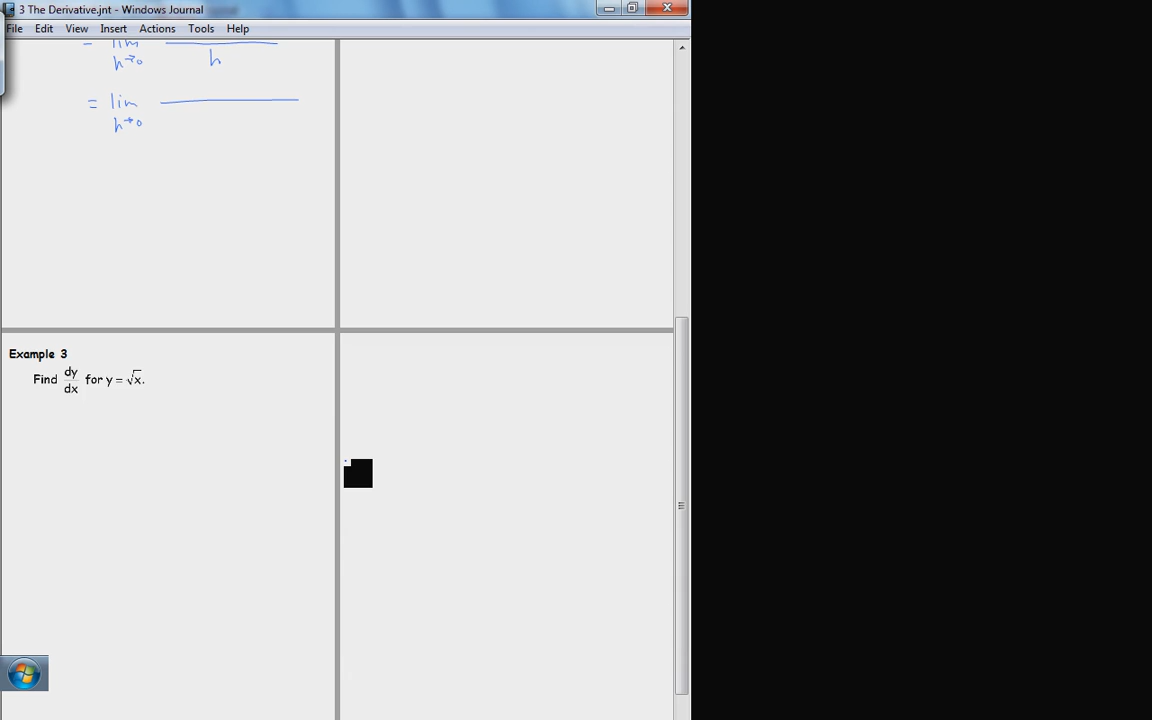 3 The Derivative.jnt - Windows Journal
File Edit View Insert Actions Tools Help
= lim
h→0 h
= lim
h→0
Example 3
Find dy/dx for y = √x.